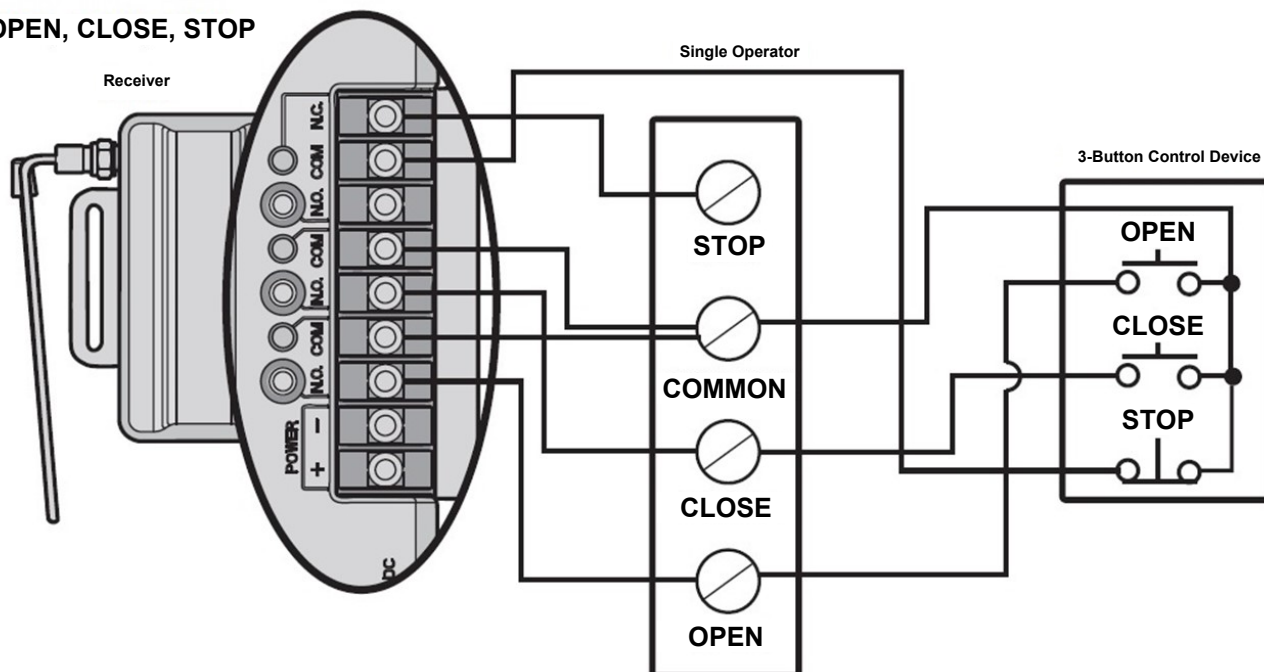 OPEN, CLOSE, STOP
Single Operator
Receiver
3-Button Control Device
N.C.
COM
N.O.
COM
N.O.
COM
N.O.
POWER
-
+
DC
STOP
COMMON
CLOSE
OPEN
OPEN
CLOSE
STOP